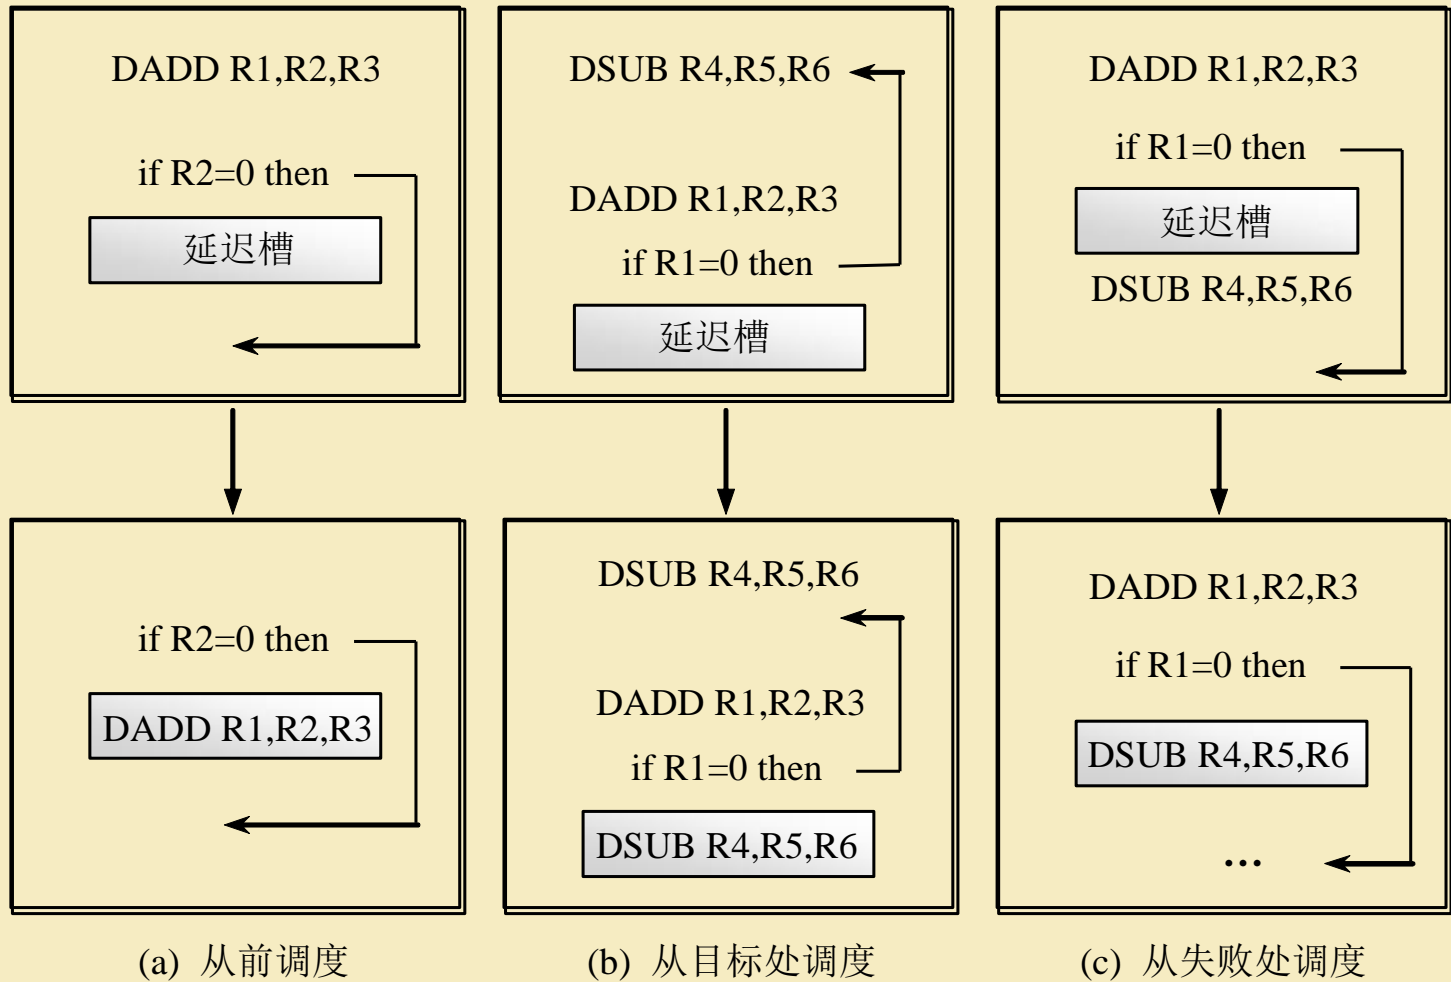 DADD R1,R2,R3
if R2=0 then
延迟槽
DSUB R4,R5,R6
DADD R1,R2,R3
if R1=0 then
延迟槽
DADD R1,R2,R3
if R1=0 then
延迟槽
DSUB R4,R5,R6
if R2=0 then
DADD R1,R2,R3
DSUB R4,R5,R6
DADD R1,R2,R3
if R1=0 then
DSUB R4,R5,R6
DADD R1,R2,R3
if R1=0 then
DSUB R4,R5,R6
...
(a) 从前调度
(b) 从目标处调度
(c) 从失败处调度